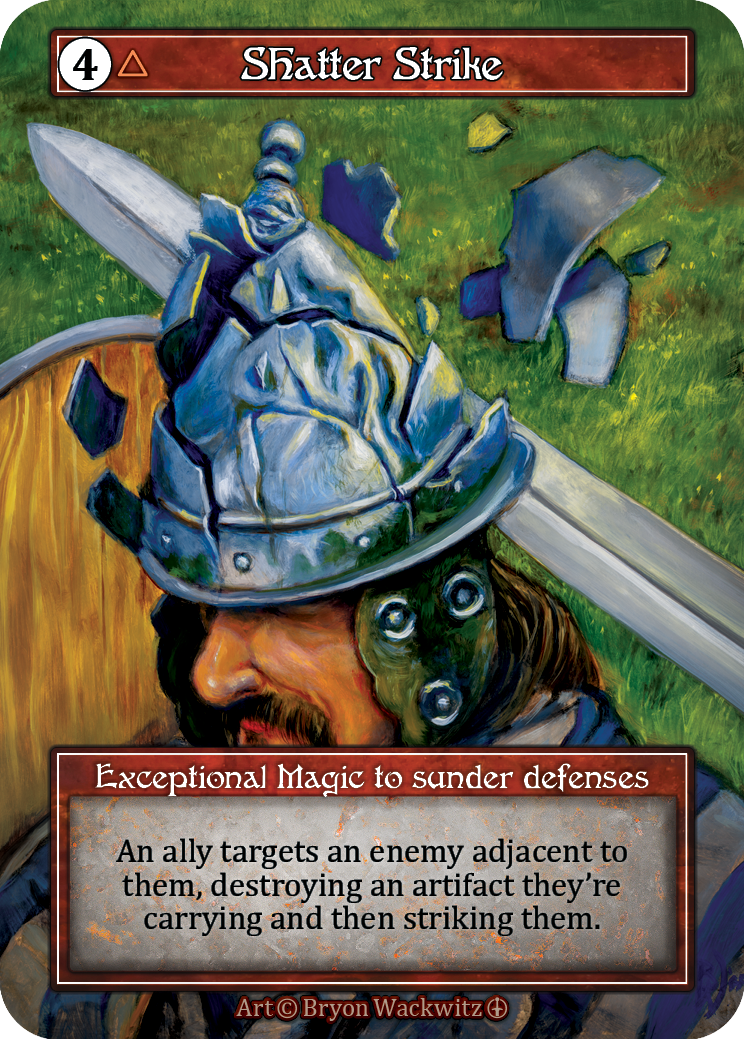 4 Shatter Strike
Exceptional Magic to sunder defenses
An ally targets an enemy adjacent to
them, destroying an artifact they're
carrying and then striking them.
Art © Bryon Wackwitz